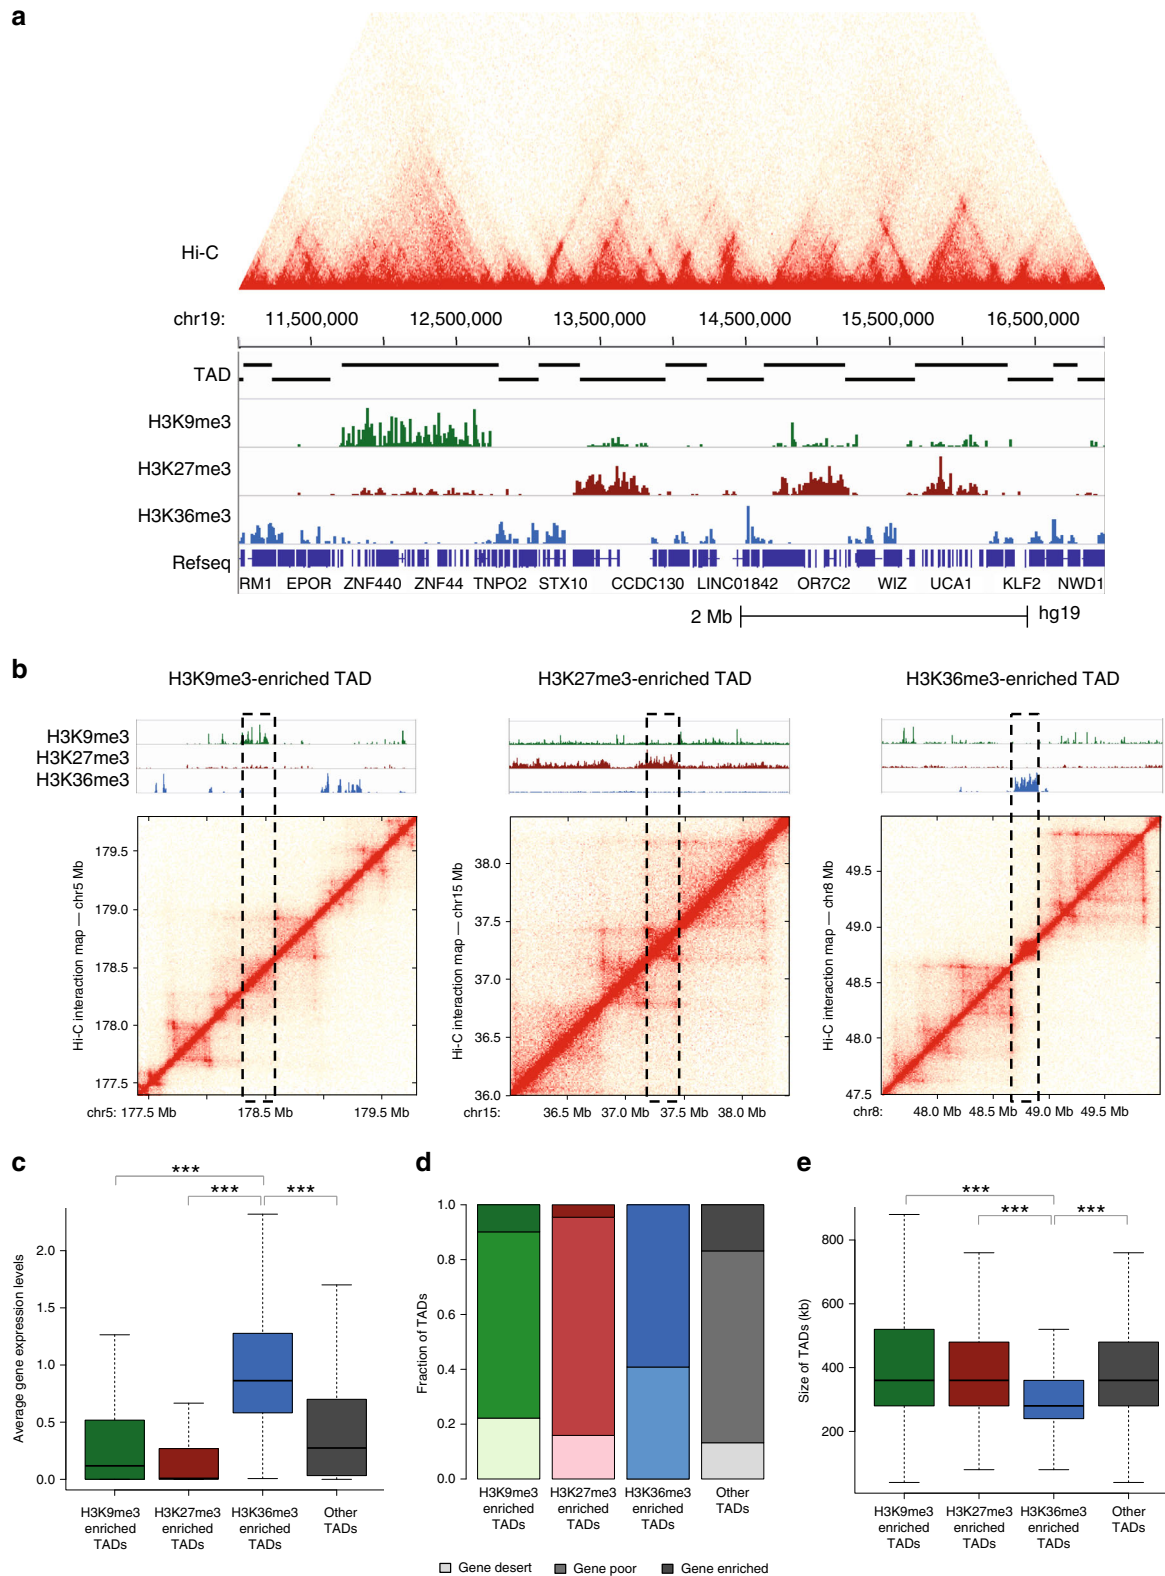 a
Hi-C
chr19: 11,500,000 12,500,000 13,500,000 14,500,000 15,500,000 16,500,000
TAD
H3K9me3
H3K27me3
H3K36me3
Refseq
RM1 EPOR ZNF440 ZNF44 TNPO2 STX10 CCDC130 LINC01842 OR7C2 WIZ UCA1 KLF2 NWD1
2 Mb hg19
b
H3K9me3-enriched TAD H3K27me3-enriched TAD H3K36me3-enriched TAD
H3K9me3
H3K27me3
H3K36me3
Hi-C interaction map — chr5 Mb
179.5
179.0
178.5
178.0
177.5
chr5: 177.5 Mb 178.5 Mb 179.5 Mb
Hi-C interaction map — chr15 Mb
38.0
37.5
37.0
36.5
36.0
chr15: 36.5 Mb 37.0 Mb 37.5 Mb 38.0 Mb
Hi-C interaction map — chr8 Mb
49.5
49.0
48.5
48.0
47.5
chr8: 48.0 Mb 48.5 Mb 49.0 Mb 49.5 Mb
c
***
*** ***
Average gene expression levels
2.0
1.5
1.0
0.5
0.0
H3K9me3 enriched TADs
H3K27me3 enriched TADs
H3K36me3 enriched TADs
Other TADs
d
Fraction of TADs
1.0
0.8
0.6
0.4
0.2
0.0
H3K9me3 enriched TADs
H3K27me3 enriched TADs
H3K36me3 enriched TADs
Other TADs
Gene desert Gene poor Gene enriched
e
***
*** ***
Size of TADs (kb)
800
600
400
200
H3K9me3 enriched TADs
H3K27me3 enriched TADs
H3K36me3 enriched TADs
Other TADs